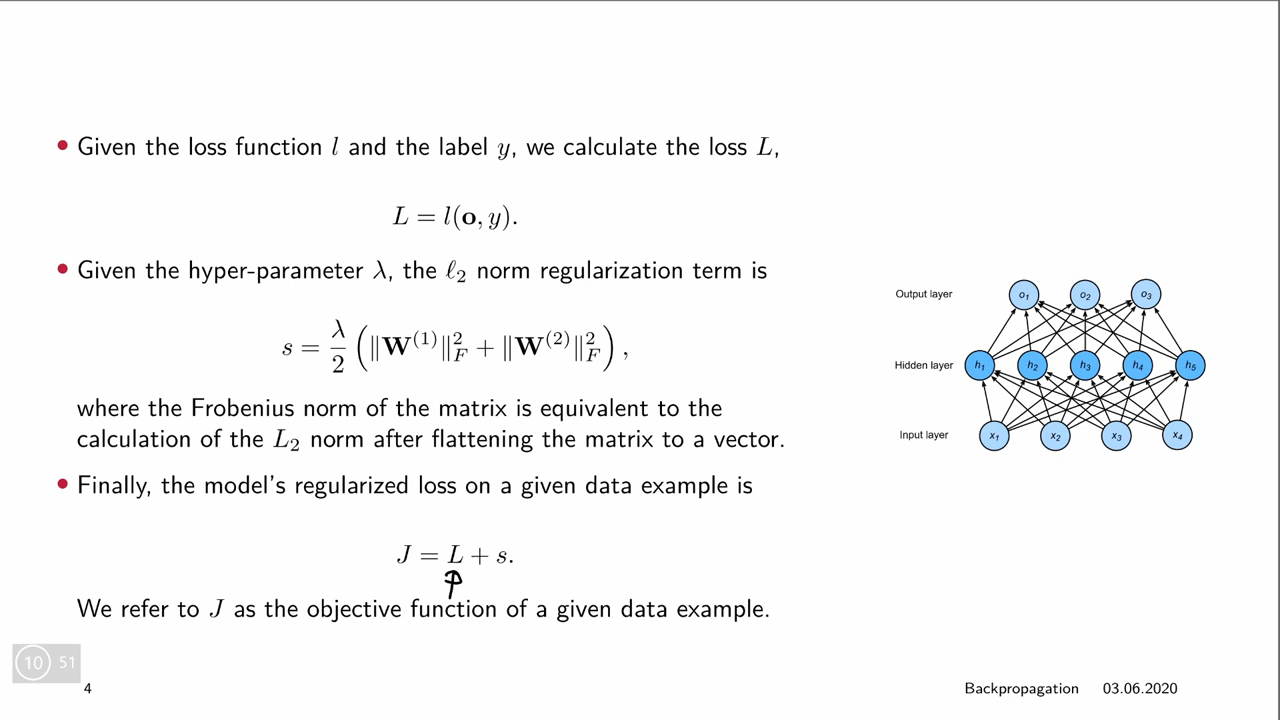 • Given the loss function l and the label y, we calculate the loss L,
L = l(o, y).
• Given the hyper-parameter λ, the ℓ₂ norm regularization term is
s = λ/2 (‖W⁽¹⁾‖²_F + ‖W⁽²⁾‖²_F),
where the Frobenius norm of the matrix is equivalent to the
calculation of the L₂ norm after flattening the matrix to a vector.
• Finally, the model's regularized loss on a given data example is
J = L + s.
We refer to J as the objective function of a given data example.
Output layer o₁ o₂ o₃
Hidden layer h₁ h₂ h₃ h₄ h₅
Input layer x₁ x₂ x₃ x₄
10 51
4
Backpropagation 03.06.2020